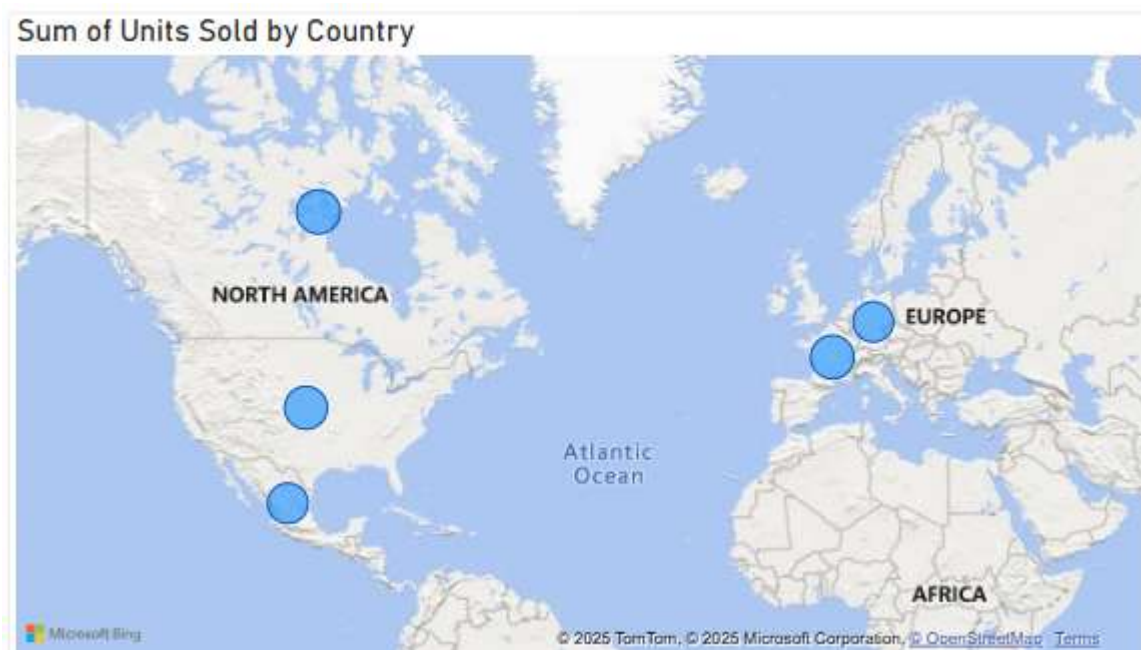 Sum of Units Sold by Country
NORTH AMERICA
EUROPE
Atlantic
Ocean
AFRICA
Microsoft Bing
© 2025 TomTom, © 2025 Microsoft Corporation, © OpenStreetMap Terms